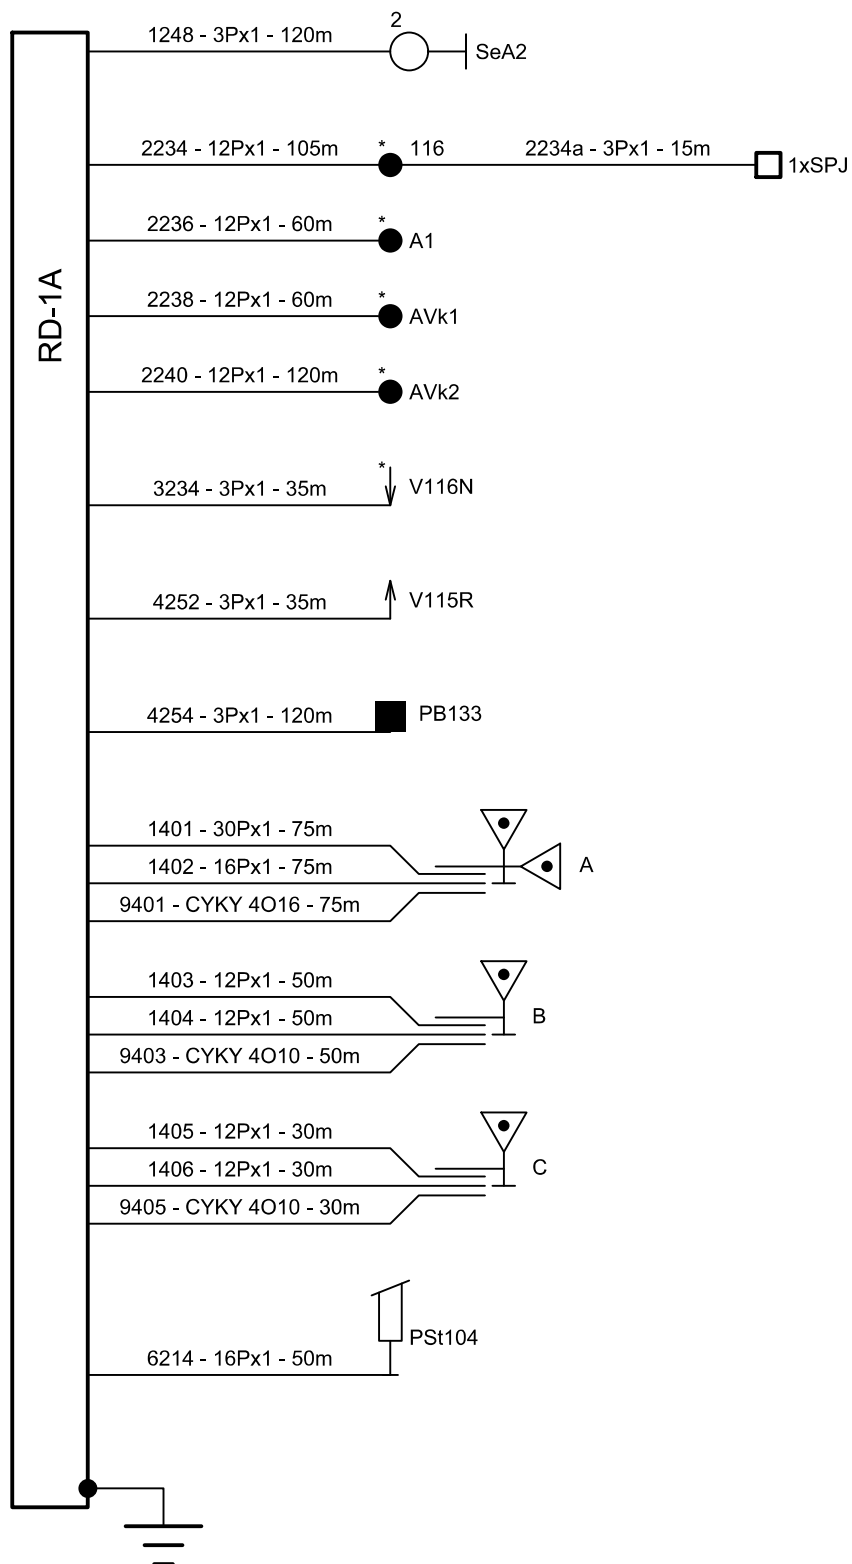 2
1248 - 3Px1 - 120m
SeA2
2234 - 12Px1 - 105m
* 116
2234a - 3Px1 - 15m
1xSPJ
2236 - 12Px1 - 60m
*
A1
RD-1A
2238 - 12Px1 - 60m
*
AVk1
2240 - 12Px1 - 120m
*
AVk2
*
3234 - 3Px1 - 35m
V116N
4252 - 3Px1 - 35m
V115R
4254 - 3Px1 - 120m
PB133
1401 - 30Px1 - 75m
1402 - 16Px1 - 75m
A
9401 - CYKY 4O16 - 75m
1403 - 12Px1 - 50m
1404 - 12Px1 - 50m
B
9403 - CYKY 4O10 - 50m
1405 - 12Px1 - 30m
1406 - 12Px1 - 30m
C
9405 - CYKY 4O10 - 30m
PSt104
6214 - 16Px1 - 50m